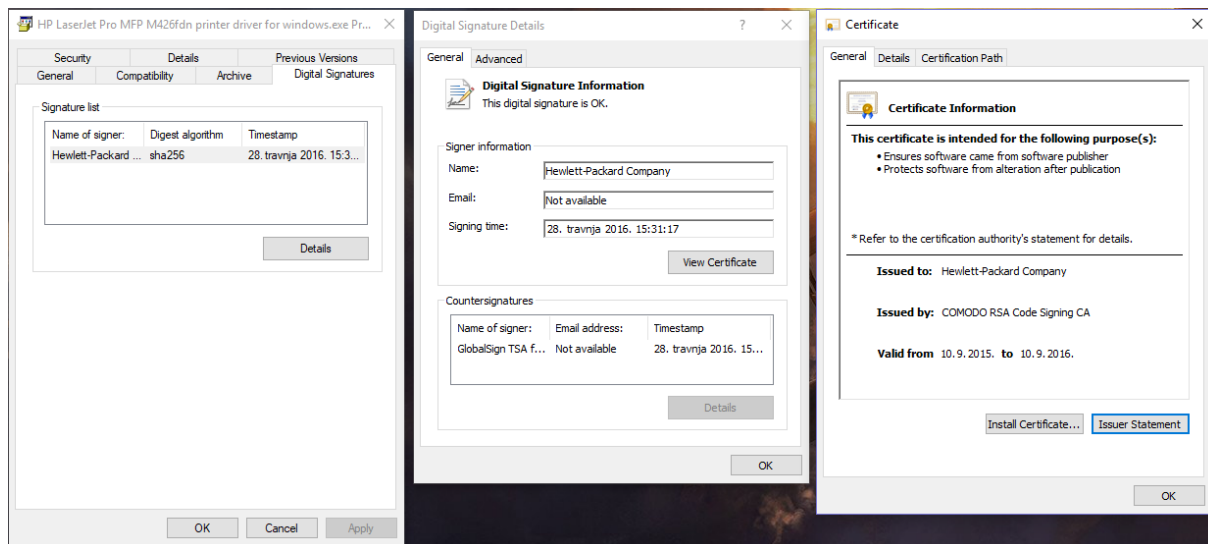 HP LaserJet Pro MFP M426fdn printer driver for windows.exe Pr...
Security Details Previous Versions
General Compatibility Archive Digital Signatures
Signature list
Name of signer: Digest algorithm Timestamp
Hewlett-Packard ... sha256 28. travnja 2016. 15:3...
Details
OK Cancel Apply
Digital Signature Details
General Advanced
Digital Signature Information
This digital signature is OK.
Signer information
Name: Hewlett-Packard Company
Email: Not available
Signing time: 28. travnja 2016. 15:31:17
View Certificate
Countersignatures
Name of signer: Email address: Timestamp
GlobalSign TSA f... Not available 28. travnja 2016. 15...
Details
OK
Certificate
General Details Certification Path
Certificate Information
This certificate is intended for the following purpose(s):
• Ensures software came from software publisher
• Protects software from alteration after publication
* Refer to the certification authority's statement for details.
Issued to: Hewlett-Packard Company
Issued by: COMODO RSA Code Signing CA
Valid from 10.9.2015. to 10.9.2016.
Install Certificate... Issuer Statement
OK